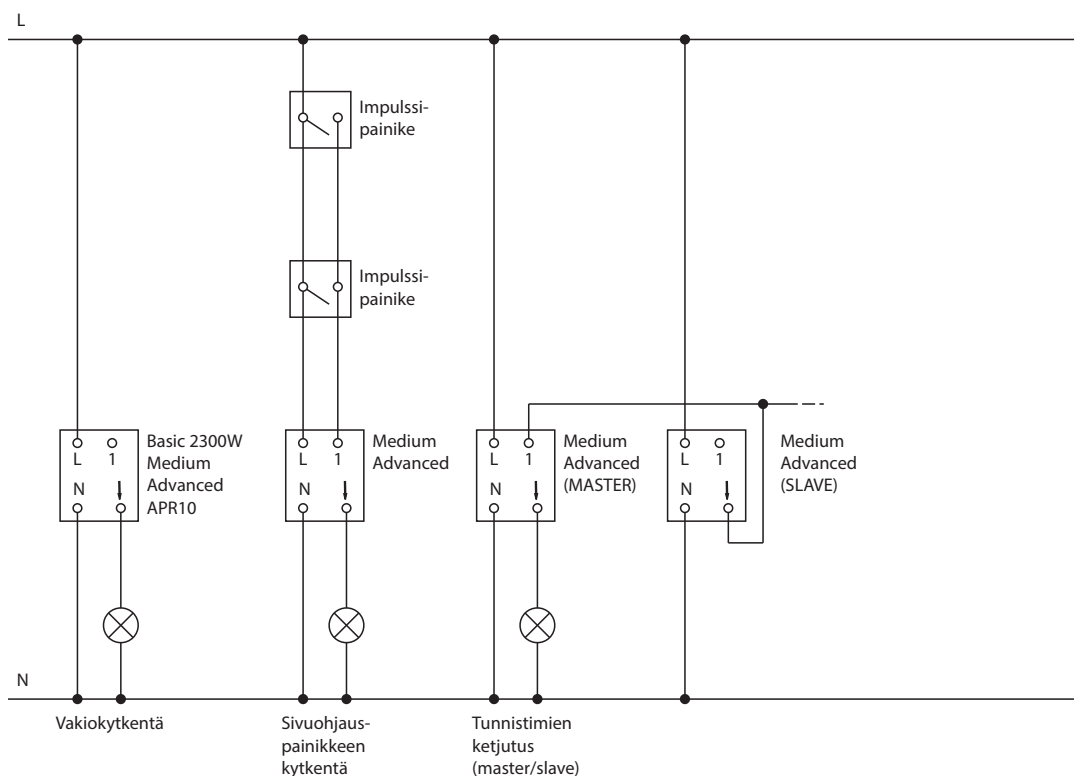 L
Impulssi-
painike
Impulssi-
painike
L 1
N
Basic 2300W
Medium
Advanced
APR10
L 1
N
Medium
Advanced
L 1
N
Medium
Advanced
(MASTER)
L 1
N
Medium
Advanced
(SLAVE)
N
Vakiokytkentä
Sivuohjaus-
painikkeen
kytkentä
Tunnistimien
ketjutus
(master/slave)